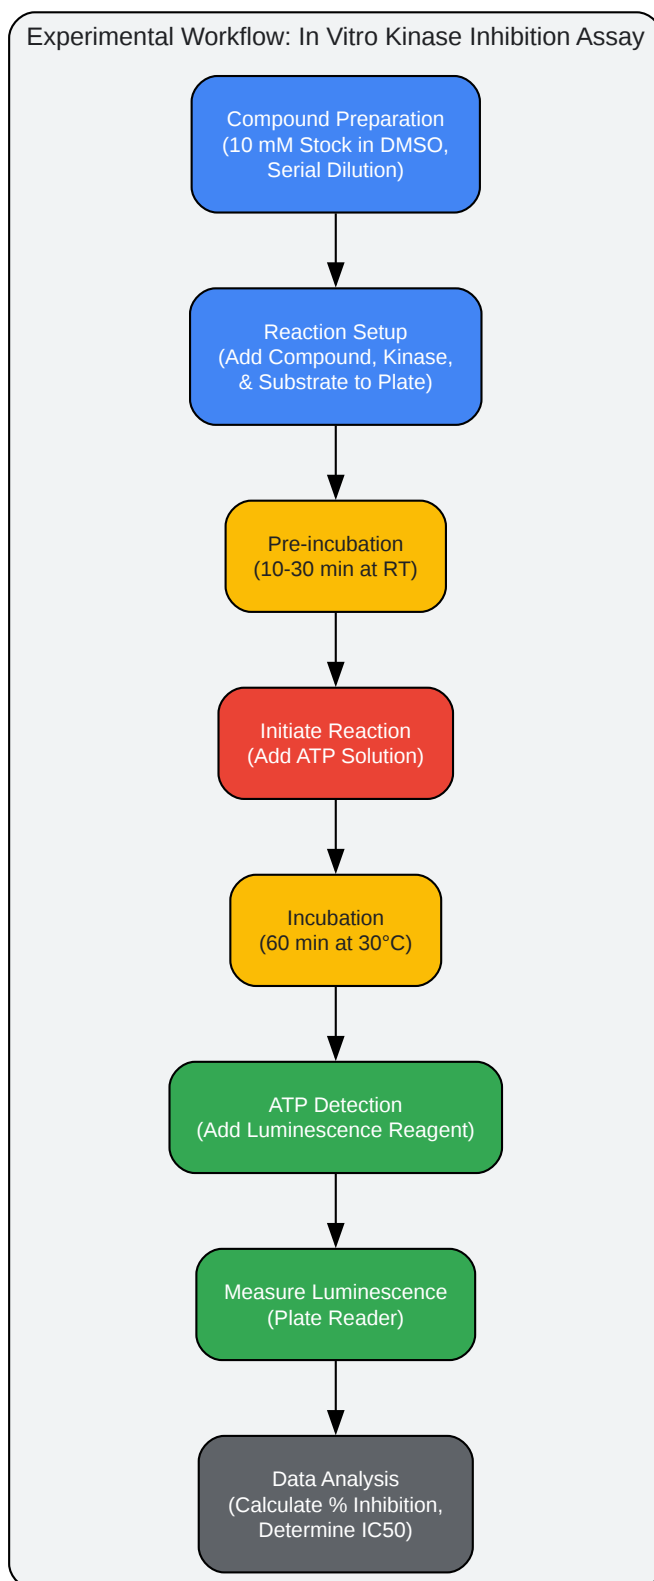 Experimental Workflow: In Vitro Kinase Inhibition Assay
Compound Preparation
(10 mM Stock in DMSO,
Serial Dilution)
Reaction Setup
(Add Compound, Kinase,
& Substrate to Plate)
Pre-incubation
(10-30 min at RT)
Initiate Reaction
(Add ATP Solution)
Incubation
(60 min at 30°C)
ATP Detection
(Add Luminescence Reagent)
Measure Luminescence
(Plate Reader)
Data Analysis
(Calculate % Inhibition,
Determine IC50)